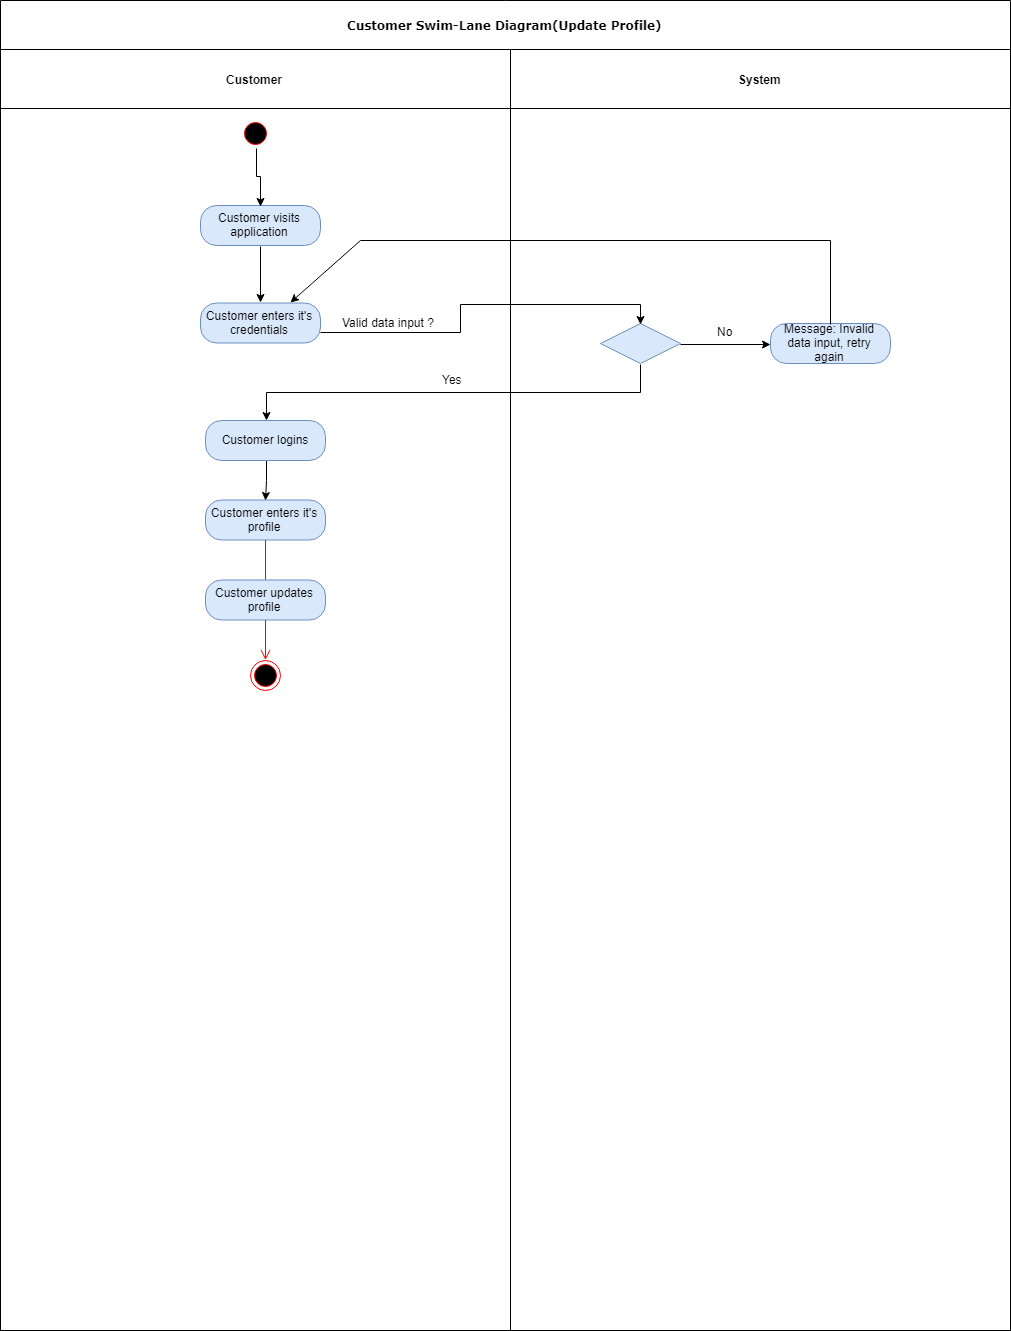 Customer Swim-Lane Diagram(Update Profile)
Customer
System
Customer visits
application
Customer enters it's
credentials
Valid data input ?
No
Message: Invalid
data input, retry
again
Yes
Customer logins
Customer enters it's
profile
Customer updates
profile